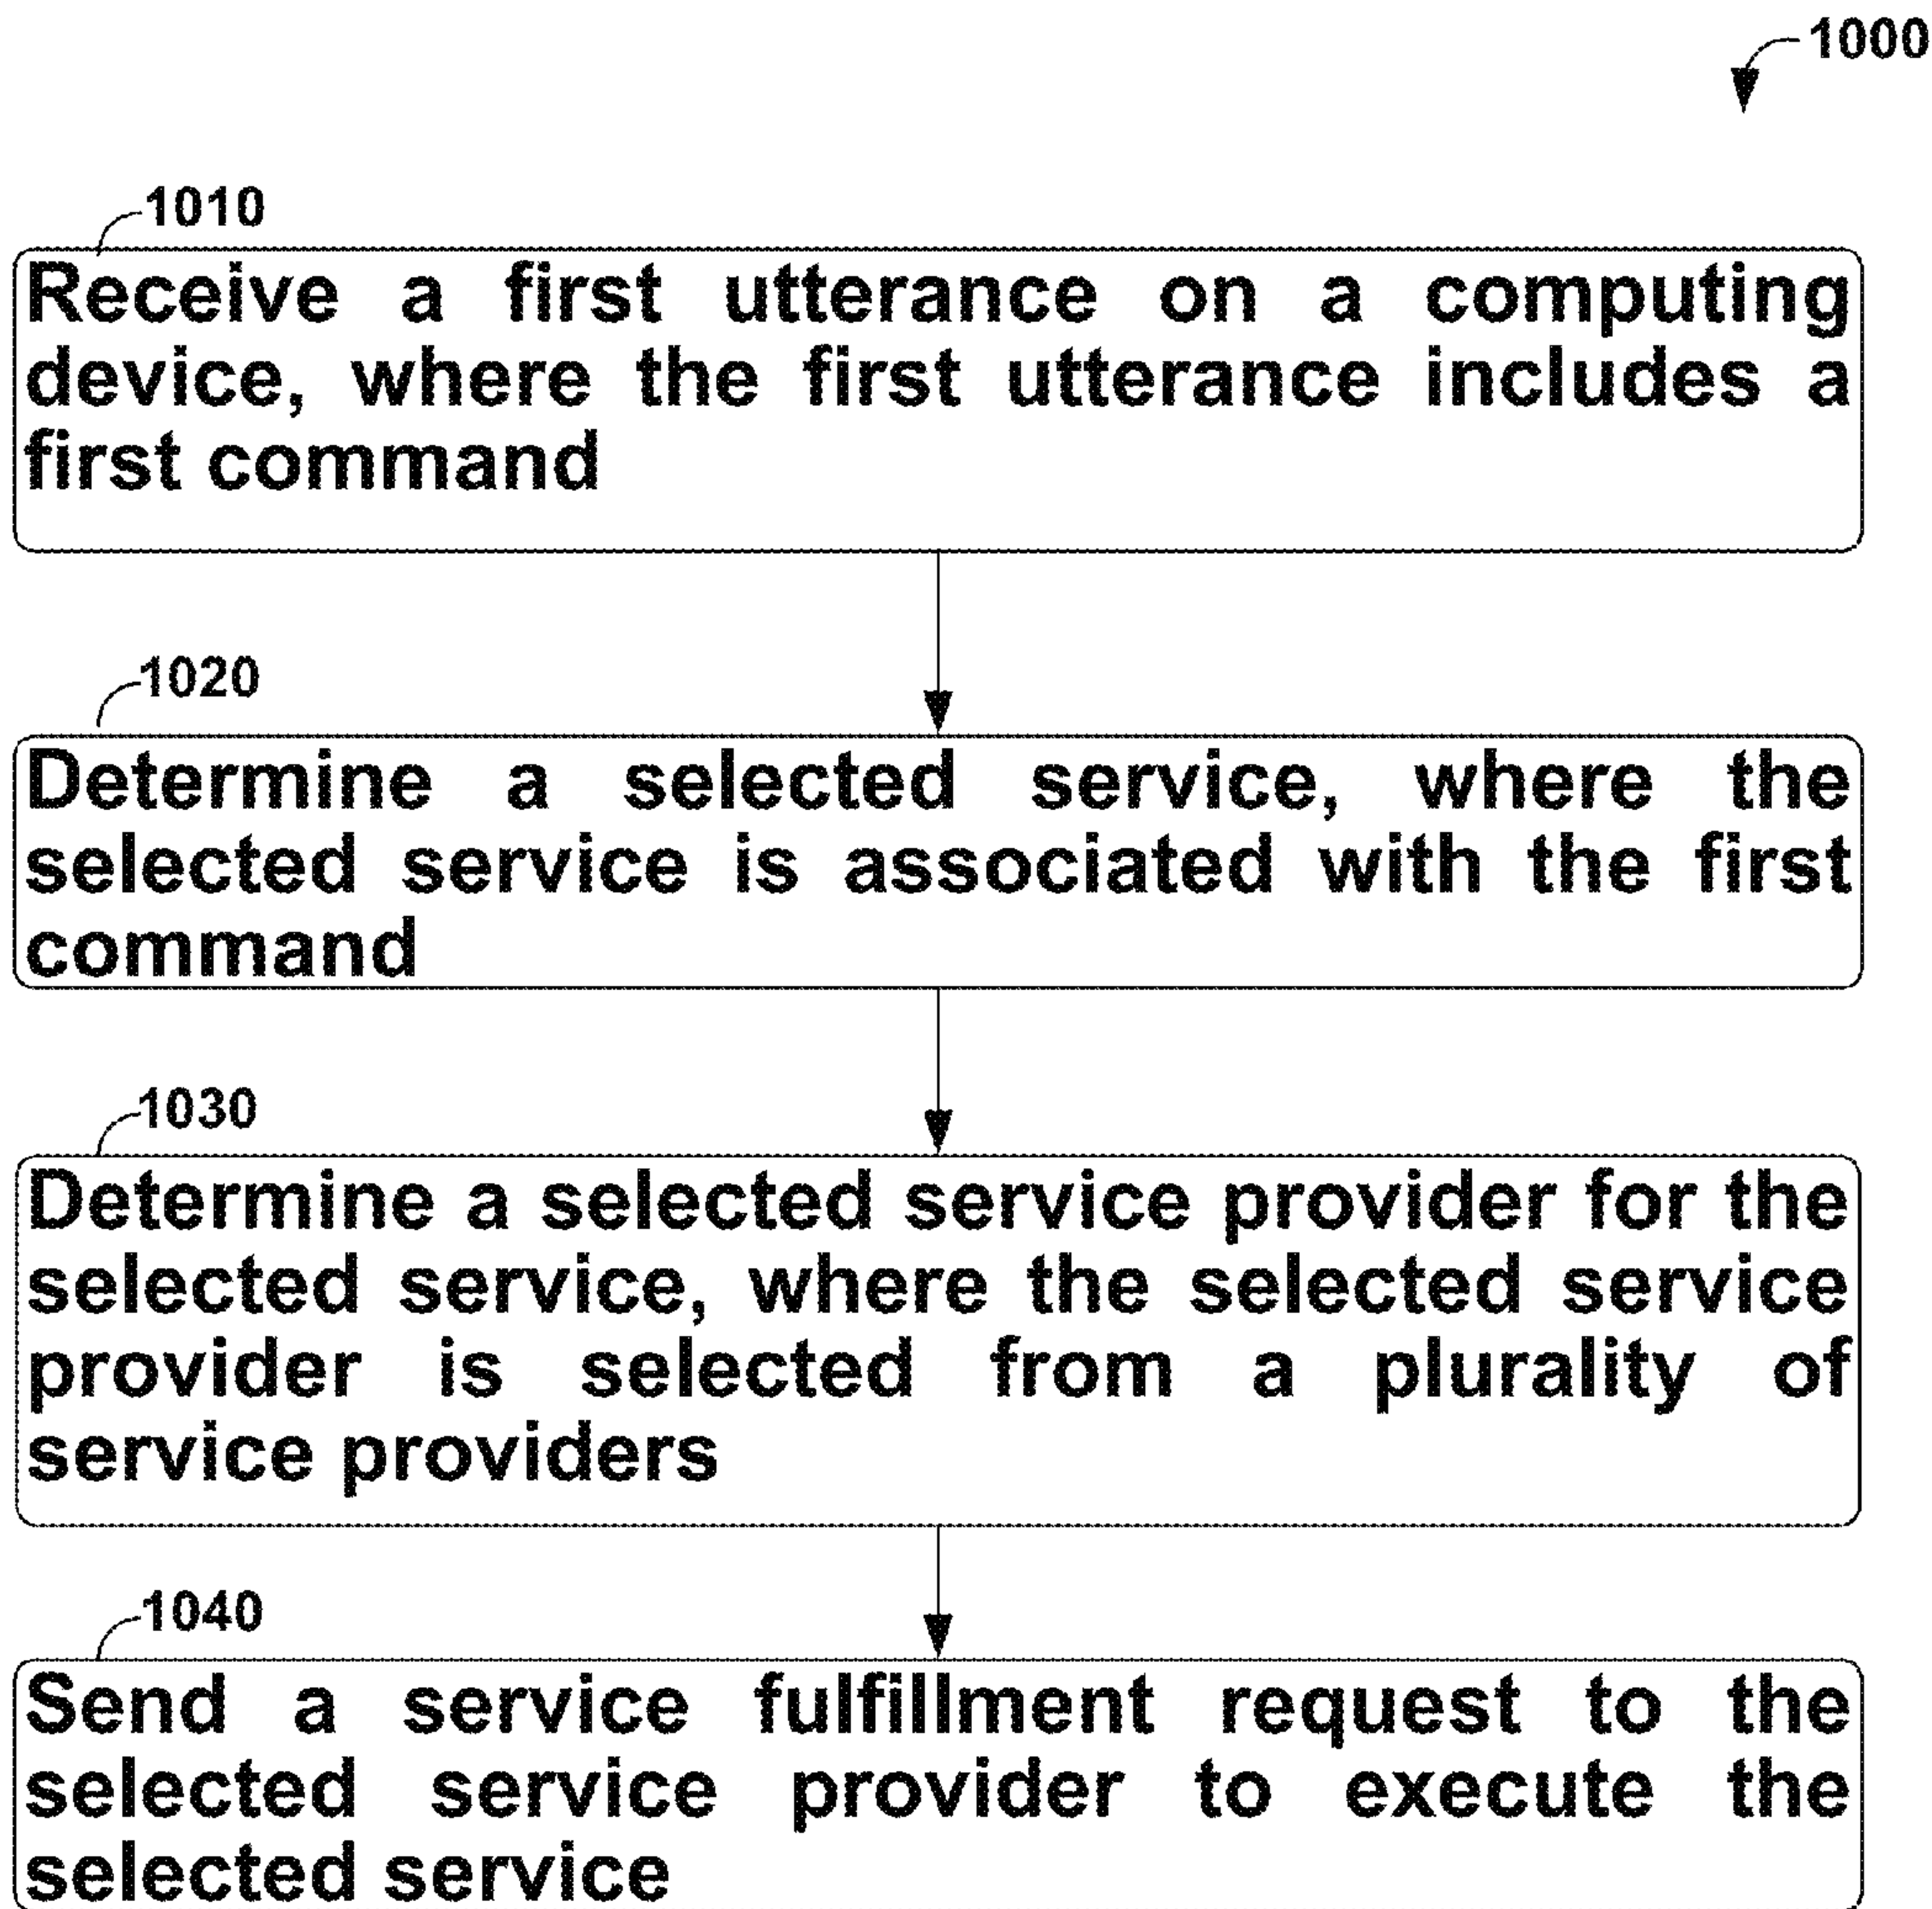 1000
1010
Receive a first utterance on a computing
device, where the first utterance includes a
first command
1020
Determine a selected service, where the
selected service is associated with the first
command
1030
Determine a selected service provider for the
selected service, where the selected service
provider is selected from a plurality of
service providers
1040
Send a service fulfillment request to the
selected service provider to execute the
selected service